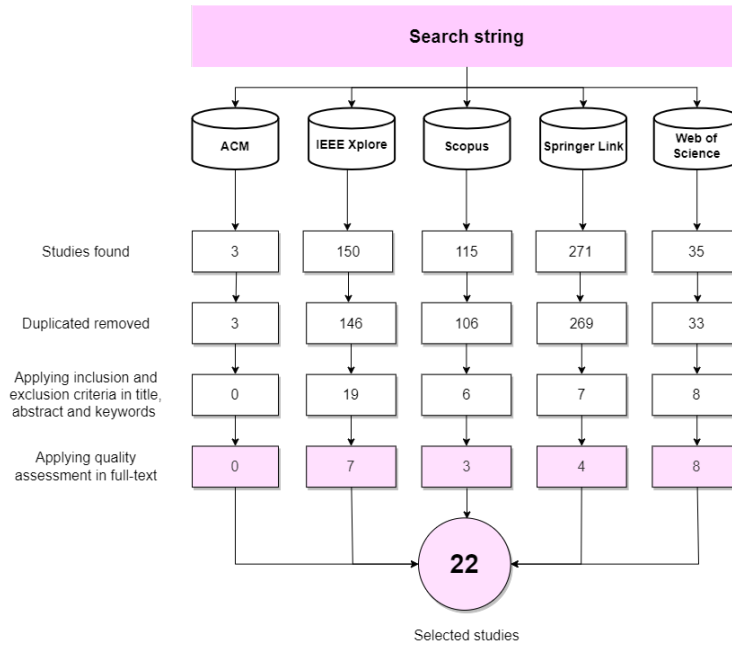 Search string
ACM
IEEE Xplore
Scopus
Springer Link
Web of
Science
Studies found
3
150
115
271
35
Duplicated removed
3
146
106
269
33
Applying inclusion and
exclusion criteria in title,
abstract and keywords
0
19
6
7
8
Applying quality
assessment in full-text
0
7
3
4
8
22
Selected studies